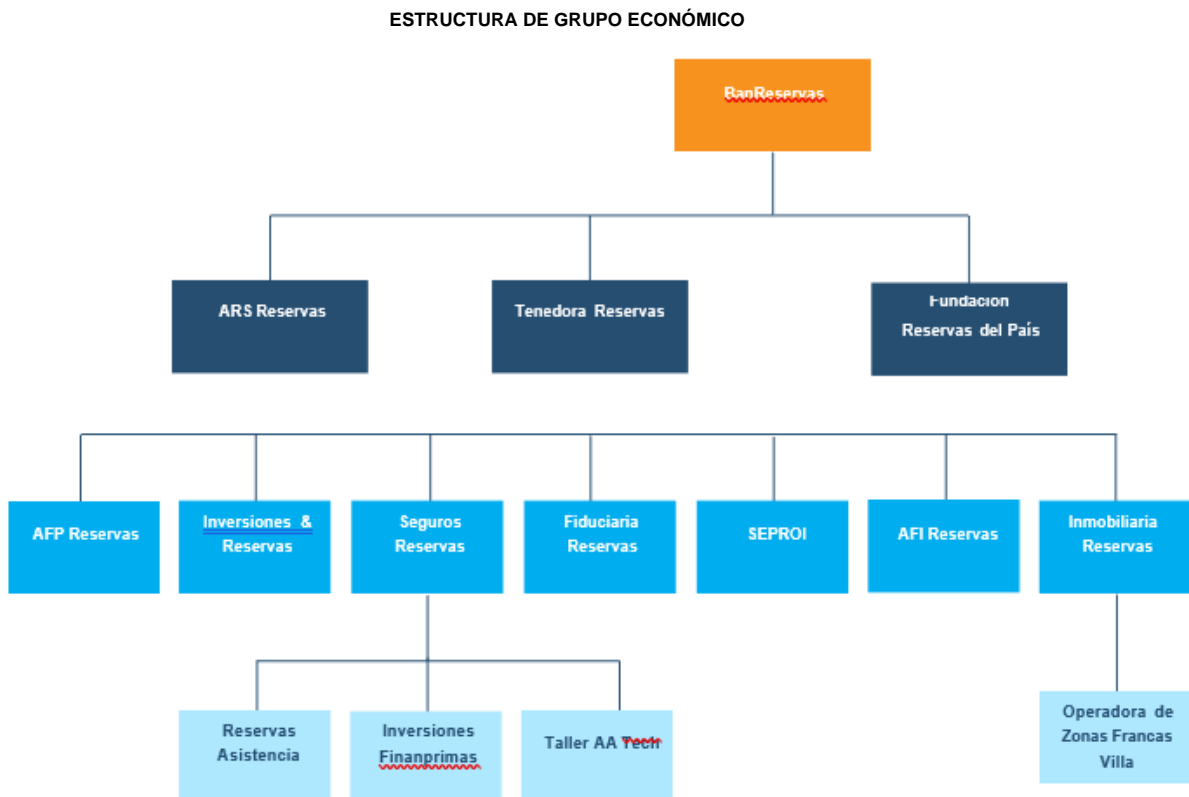 ESTRUCTURA DE GRUPO ECONÓMICO
BanReservas
ARS Reservas
Tenedora Reservas
Fundación
Reservas del País
AFP Reservas
Inversiones &
Reservas
Seguros
Reservas
Fiduciaria
Reservas
SEPROI
AFI Reservas
Inmobiliaria
Reservas
Reservas
Asistencia
Inversiones
Finanprimas
Taller AA Tech
Operadora de
Zonas Francas
Villa